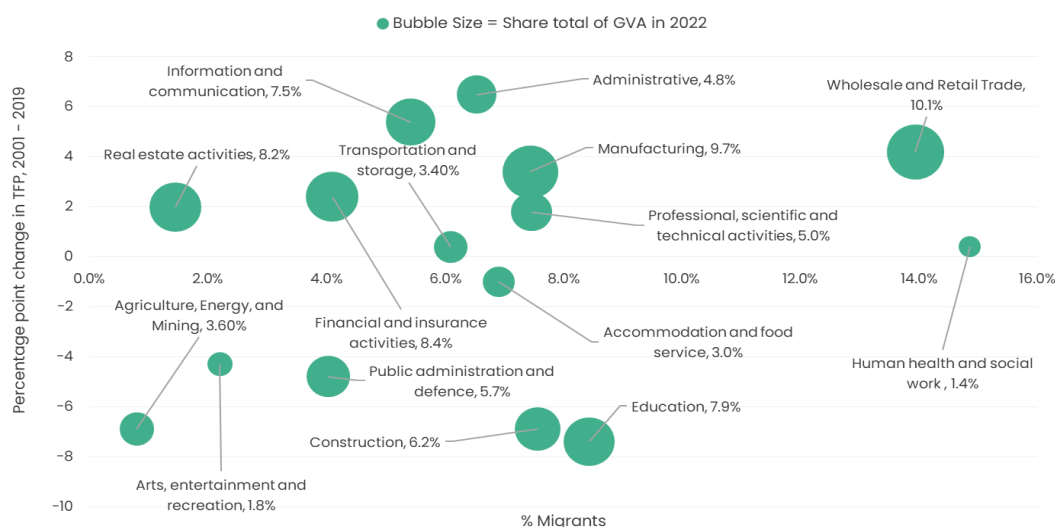 Bubble Size = Share total of GVA in 2022
Percentage point change in TFP, 2001 - 2019
8
6
4
2
0
-2
-4
-6
-8
-10
Information and
communication, 7.5%
Administrative, 4.8%
Wholesale and Retail Trade,
10.1%
Real estate activities, 8.2%
Transportation and
storage, 3.40%
Manufacturing, 9.7%
Professional, scientific and
technical activities, 5.0%
0.0%
2.0%
4.0%
6.0%
8.0%
10.0%
12.0%
14.0%
16.0%
Agriculture, Energy, and
Mining, 3.60%
Financial and insurance
activities, 8.4%
Accommodation and food
service, 3.0%
Human health and social
work , 1.4%
Public administration and
defence, 5.7%
Education, 7.9%
Construction, 6.2%
Arts, entertainment and
recreation, 1.8%
% Migrants